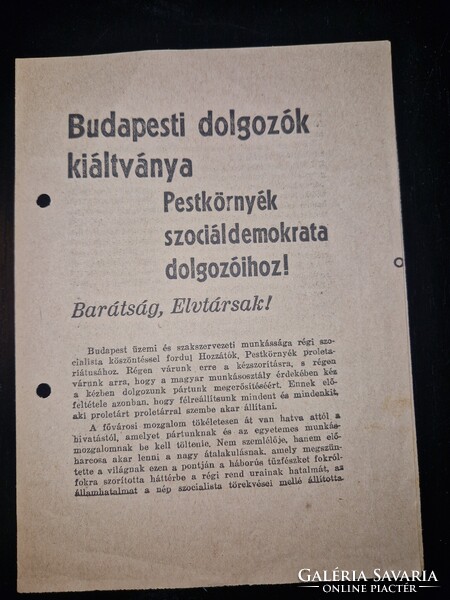 Budapesti dolgozók
kiáltványa
Pestkörnyék
szociáldemokrata
dolgozóihoz!
Barátság, Elvtársak!
Budapest üzemi és szakszervezeti munkássága régi szo-
cialista köszöntéssel fordul Hozzátok, Pestkörnyék proleta-
riátusához. Régen várunk erre a kézszorításra, s régen
várunk arra, hogy a magyar munkásosztály érdekében kéz
a kézben dolgozunk pártunk megerősítéséért. Ennek elő-
feltétele azonban, hogy félreállítsunk mindent és mindenkit,
aki proletárt proletárral szembe akar állítani.
A fővárosi mozgalom tökéletesen át van hatva attól a
hivatástól, amelyet pártunknak és az egyetemes munkás-
mozgalomnak be kell töltenie. Nem szemlélője, hanem elő-
harcosa akar lenni a nagy átalakulásnak, amely megszün-
tette a világnak ezen a pontján a háborús tűzfészket fokról-
fokra szorította háttérbe a régi rend urainak hatalmát, az
államhatalmat a nép szocialista törekvései mellé állította
GALÉRIA SAVARIA
ONLINE PIACTÉR